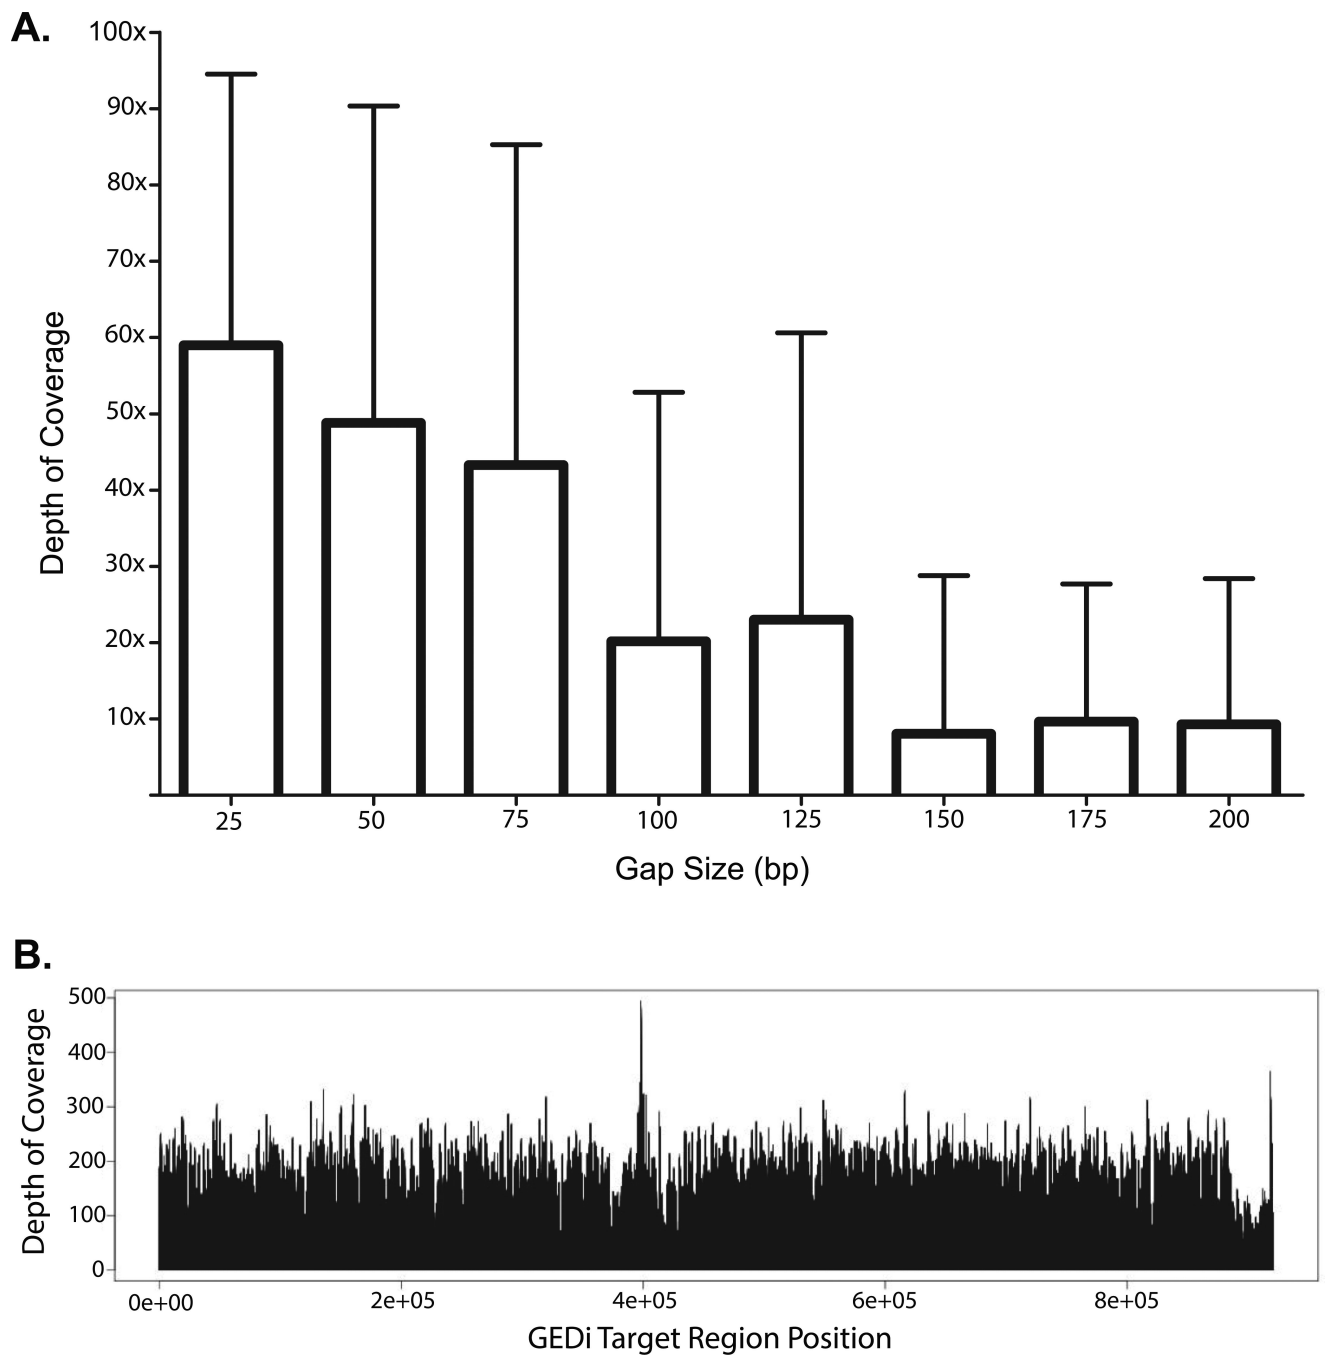 A.
100x
90x
80x
70x
60x
50x
40x
30x
20x
10x
Depth of Coverage
25 50 75 100 125 150 175 200
Gap Size (bp)
B.
500
400
300
200
100
0
Depth of Coverage
0e+00 2e+05 4e+05 6e+05 8e+05
GEDi Target Region Position